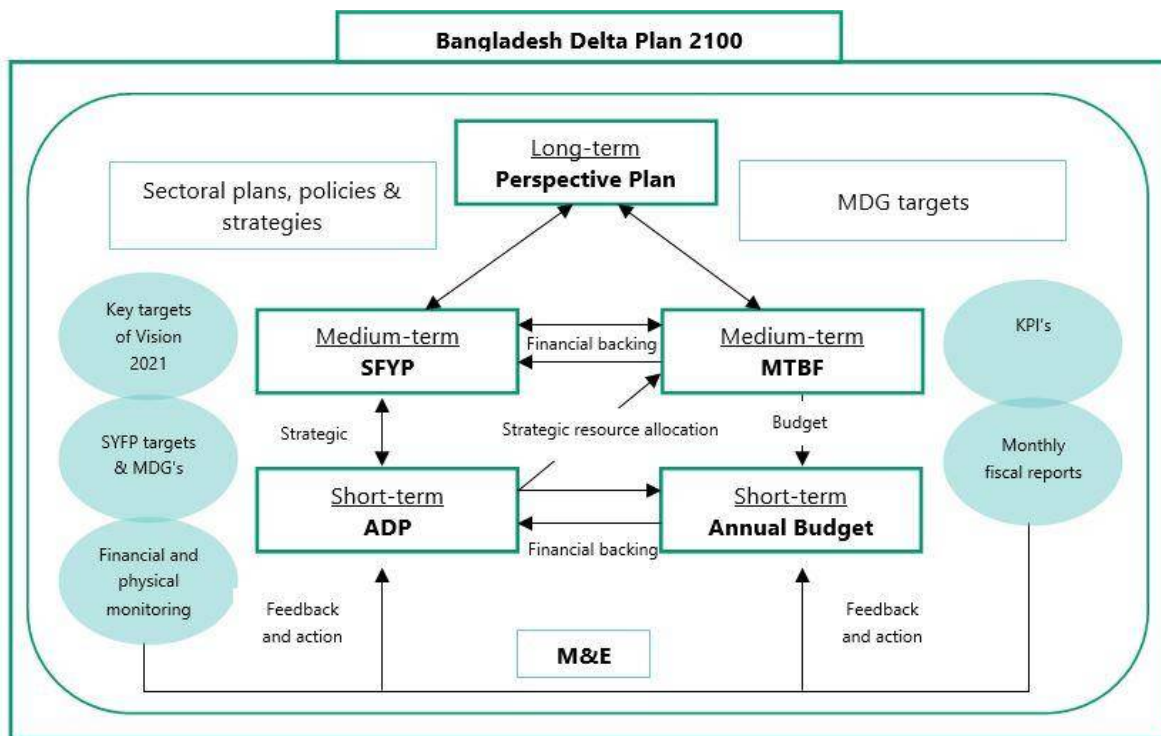 Bangladesh Delta Plan 2100
Long-term
Perspective Plan
Sectoral plans, policies &
strategies
MDG targets
Key targets
of Vision
2021
Medium-term
SFYP
Financial backing
Medium-term
MTBF
KPI's
SYFP targets
& MDG's
Strategic
Strategic resource allocation
Budget
Monthly
fiscal reports
Short-term
ADP
Financial backing
Short-term
Annual Budget
Financial and
physical
monitoring
Feedback
and action
M&E
Feedback
and action